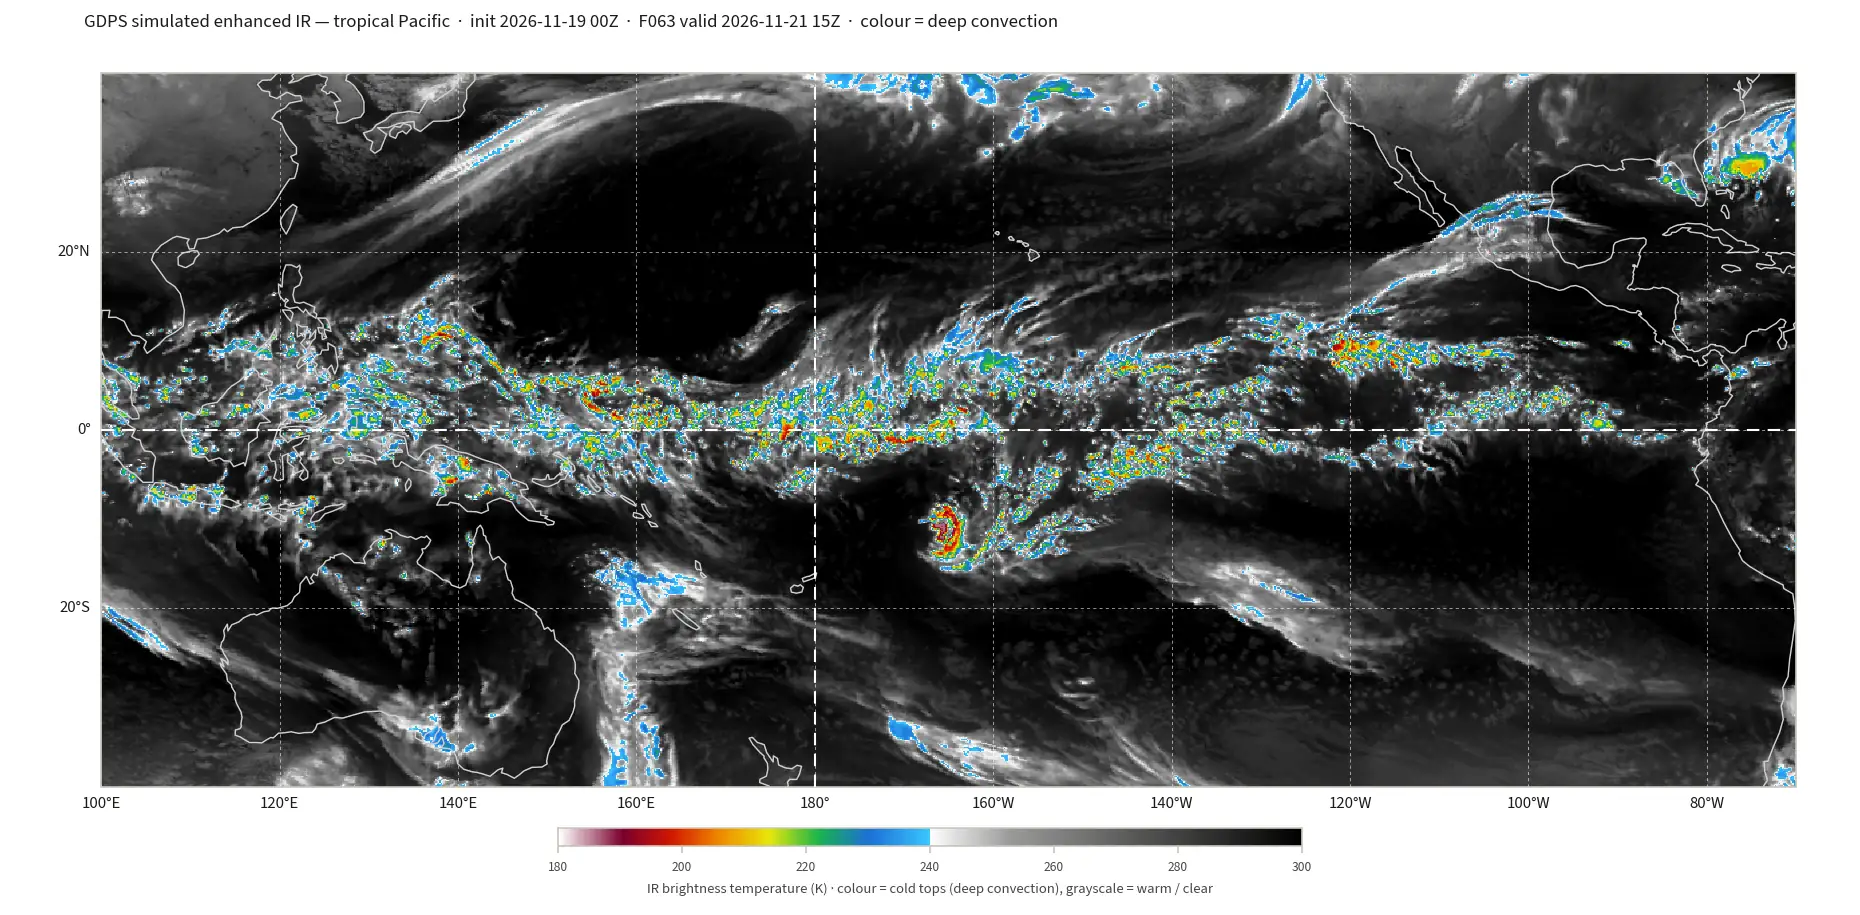 GDPS simulated enhanced IR — tropical Pacific · init 2026-11-19 00Z · F063 valid 2026-11-21 15Z · colour = deep convection
20°N
0°
20°S
100°E 120°E 140°E 160°E 180° 160°W 140°W 120°W 100°W 80°W
180 200 220 240 260 280 300
IR brightness temperature (K) · colour = cold tops (deep convection), grayscale = warm / clear